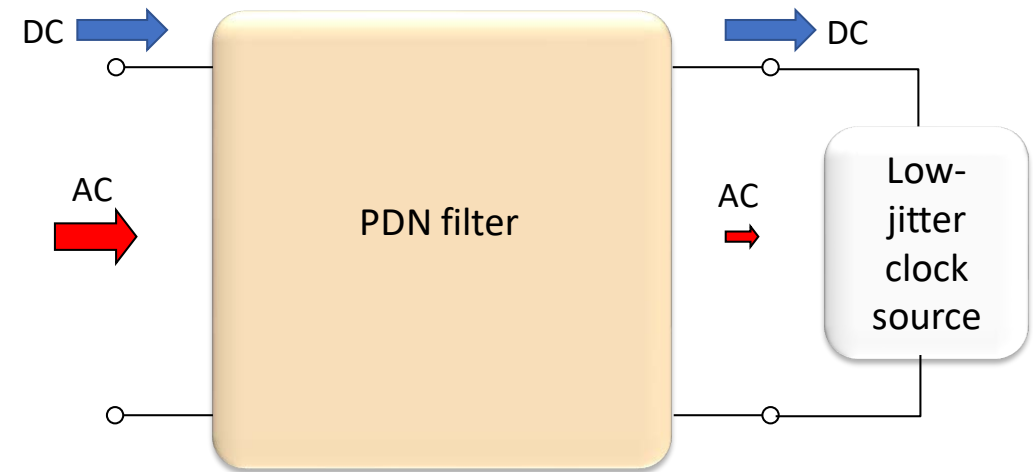 DC
DC
AC
AC
PDN filter
Low-
jitter
clock
source